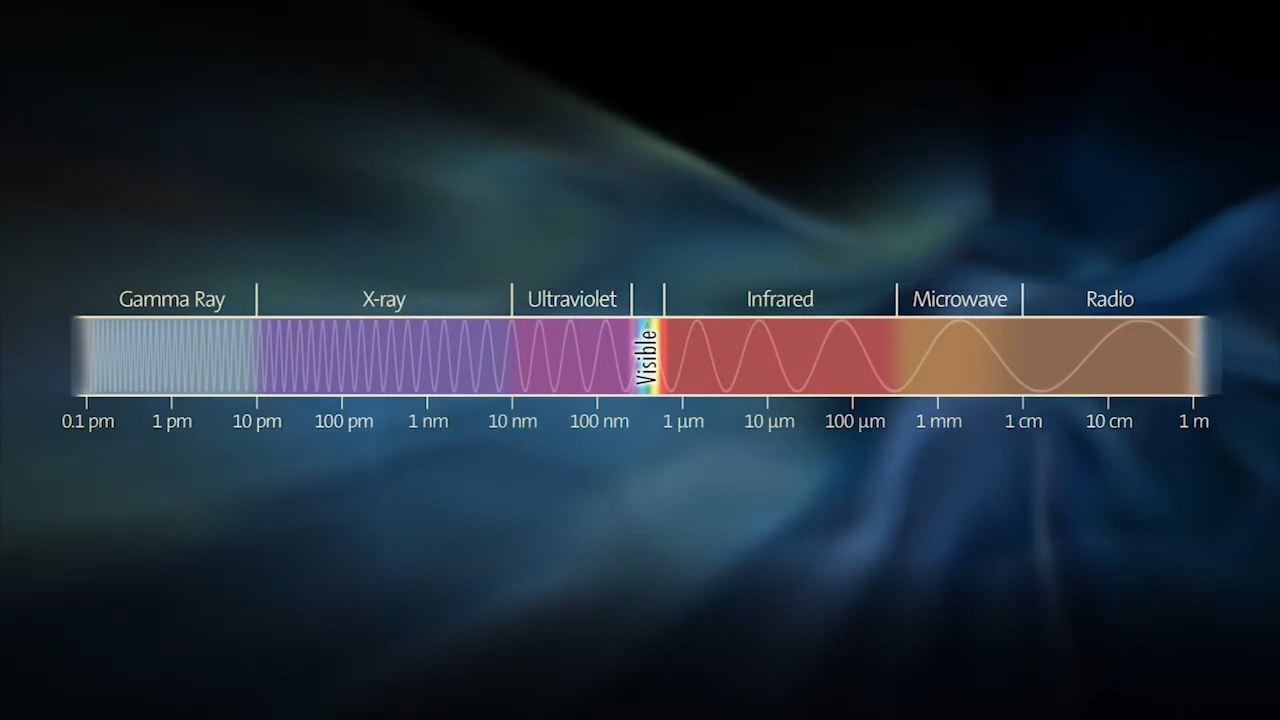 Gamma Ray X-ray Ultraviolet Infrared Microwave Radio
Visible
0.1 pm 1 pm 10 pm 100 pm 1 nm 10 nm 100 nm 1 µm 10 µm 100 µm 1 mm 1 cm 10 cm 1 m